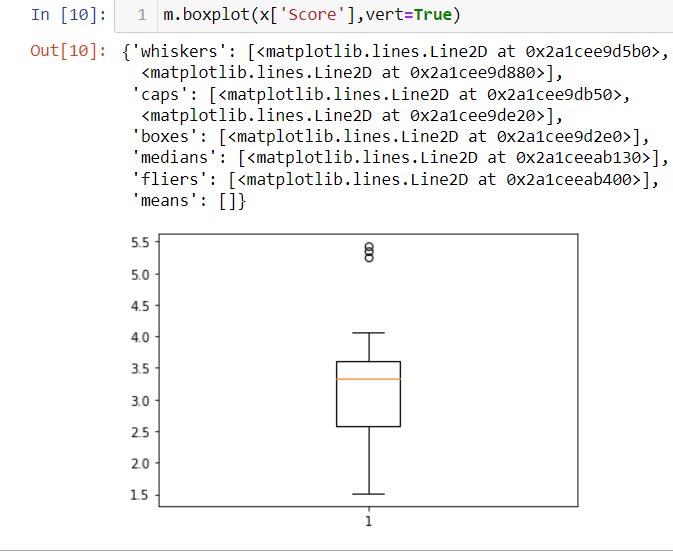 In [10]: 1 m.boxplot(x['Score'],vert=True)
Out[10]: {'whiskers': [<matplotlib.lines.Line2D at 0x2a1cee9d5b0>,
<matplotlib.lines.Line2D at 0x2a1cee9d880>],
'caps': [<matplotlib.lines.Line2D at 0x2a1cee9db50>,
<matplotlib.lines.Line2D at 0x2a1cee9de20>],
'boxes': [<matplotlib.lines.Line2D at 0x2a1cee9d2e0>],
'medians': [<matplotlib.lines.Line2D at 0x2a1ceeab130>],
'fliers': [<matplotlib.lines.Line2D at 0x2a1ceeab400>],
'means': []}
5.5
5.0
4.5
4.0
3.5
3.0
2.5
2.0
1.5
1